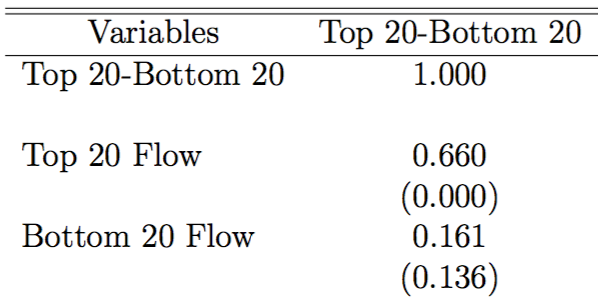 Variables Top 20-Bottom 20
Top 20-Bottom 20 1.000
Top 20 Flow 0.660
(0.000)
Bottom 20 Flow 0.161
(0.136)